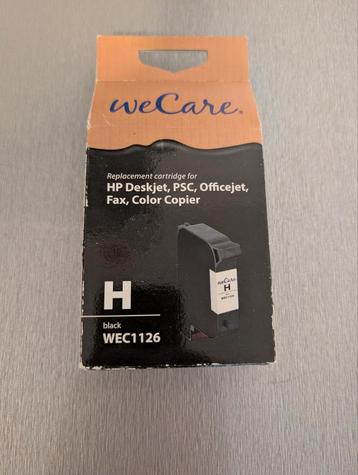 weCare®
Replacement cartridge for
HP Deskjet, PSC, Officejet,
Fax, Color Copier
weCare
H
H
black
WEC1126